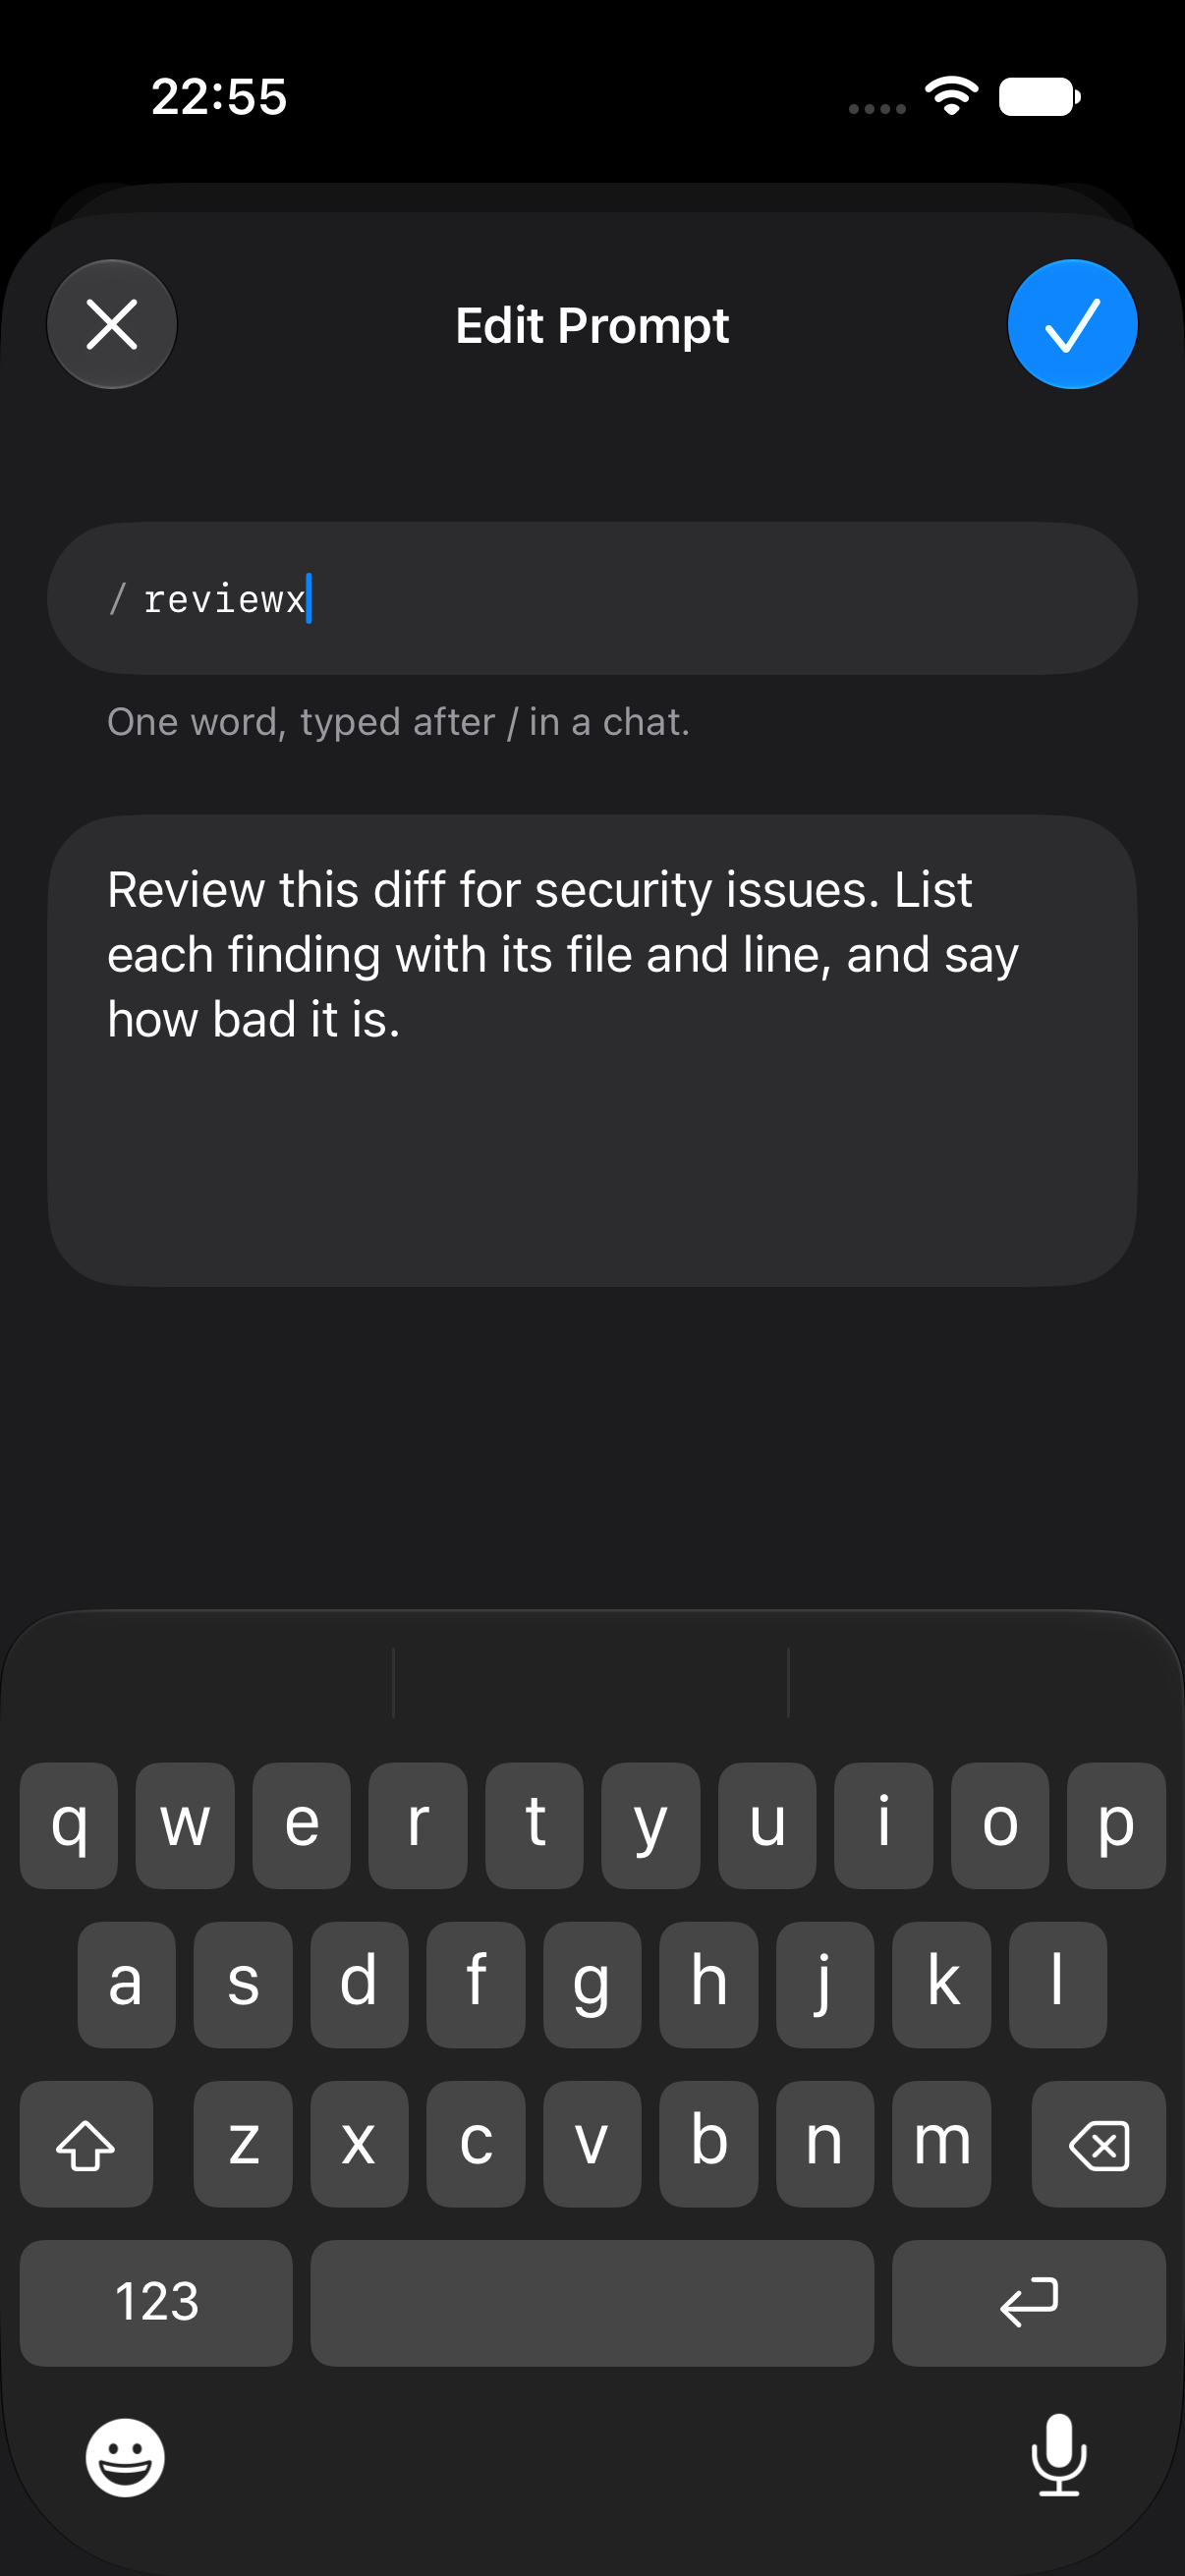 22:55
Edit Prompt
/ reviewx
One word, typed after / in a chat.
Review this diff for security issues. List
each finding with its file and line, and say
how bad it is.
q w e r t y u i o p
a s d f g h j k l
z x c v b n m
123